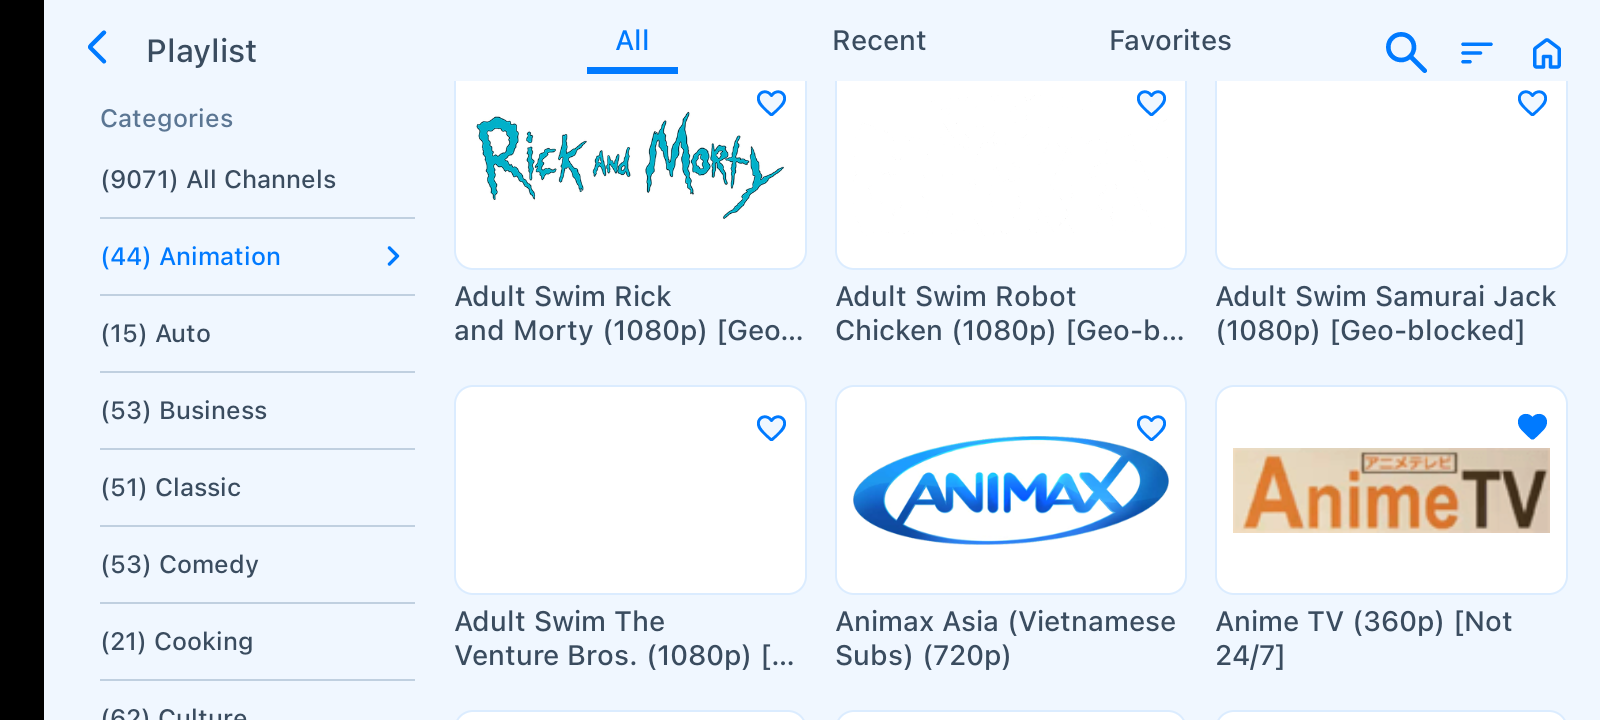 Playlist
All
Recent
Favorites
Categories
(9071) All Channels
(44) Animation
(15) Auto
(53) Business
(51) Classic
(53) Comedy
(21) Cooking
(62) Culture
RICK AND MORTY
Adult Swim Rick
and Morty (1080p) [Geo...
Adult Swim Robot
Chicken (1080p) [Geo-b...
Adult Swim Samurai Jack
(1080p) [Geo-blocked]
Adult Swim The
Venture Bros. (1080p) [...
ANIMAX
Animax Asia (Vietnamese
Subs) (720p)
アニメテレビ
AnimeTV
Anime TV (360p) [Not
24/7]